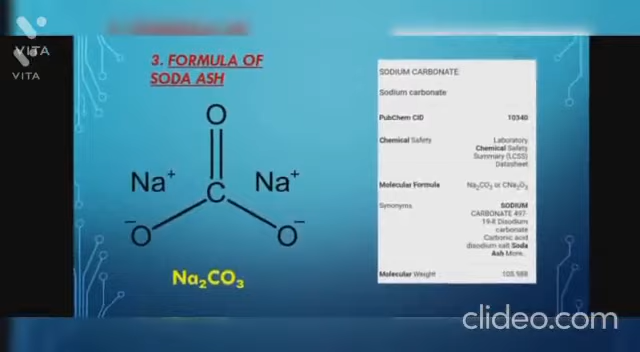 VITA
VITA
3. FORMULA OF
SODA ASH
O
Na+ Na+
C
− −
O O
Na₂CO₃
SODIUM CARBONATE
Sodium carbonate
PubChem CID 10340
Chemical Safety Laboratory
Chemical Safety
Summary (LCSS)
Datasheet
Molecular Formula Na₂CO₃ or CNa₂O₃
Synonyms SODIUM
CARBONATE 497-
19-8 Disodium
carbonate
Carbonic acid
disodium salt Soda
Ash More...
Molecular Weight 105.988
clideo.com